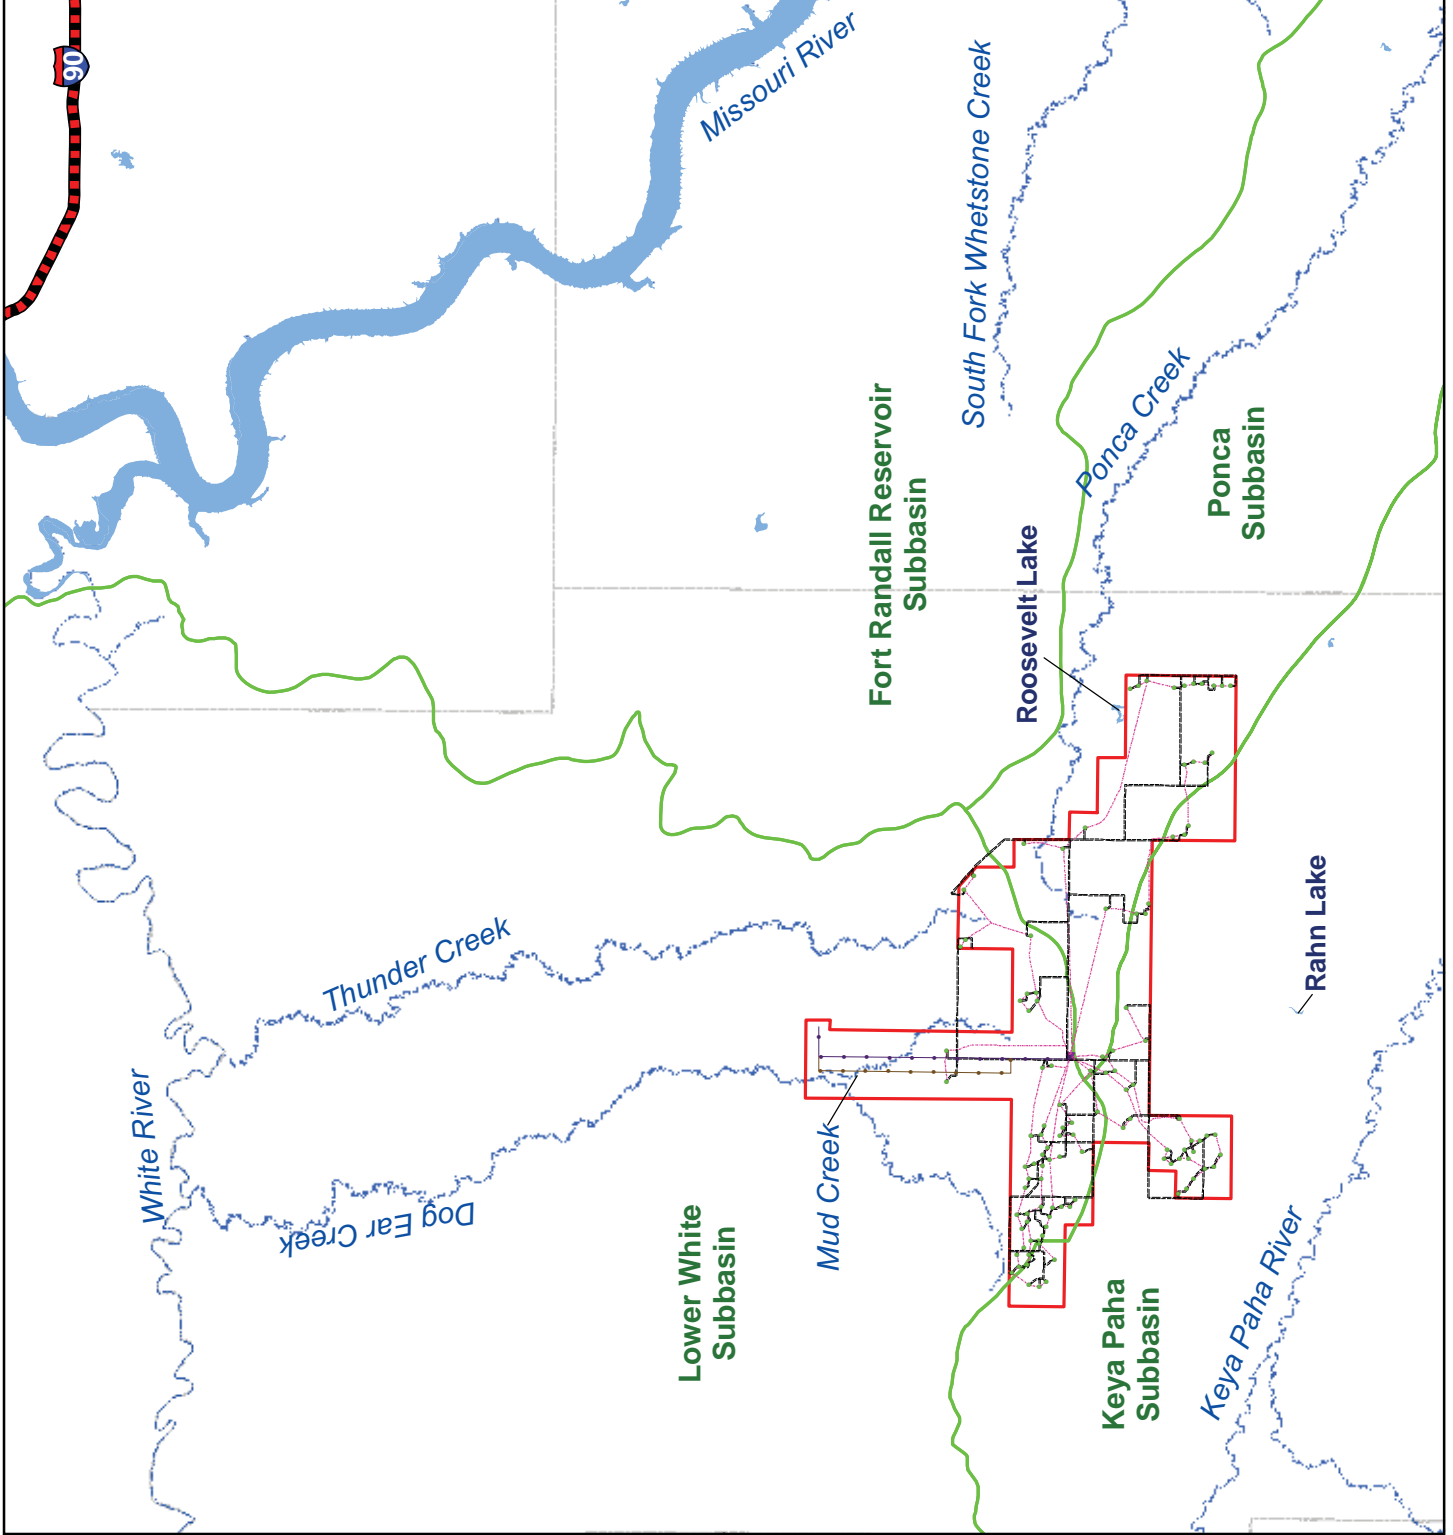 90
Missouri River
South Fork Whetstone Creek
Ponca Creek
Fort Randall Reservoir
Subbasin
Ponca
Subbasin
Roosevelt Lake
Thunder Creek
Rahn Lake
White River
Dog Ear Creek
Mud Creek
Lower White
Subbasin
Keya Paha
Subbasin
Keya Paha River